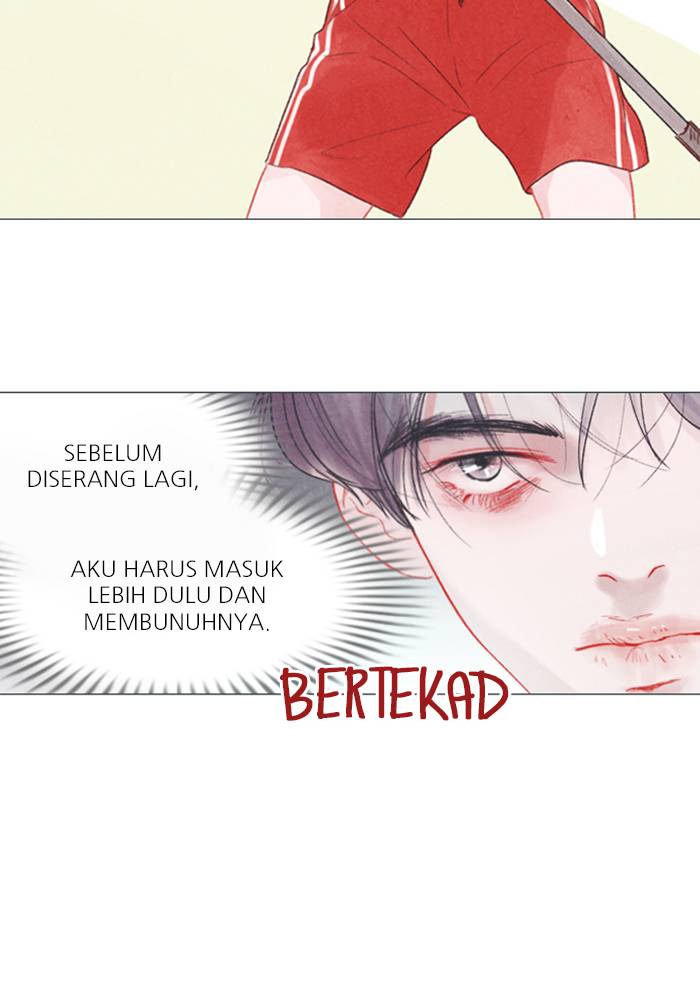 SEBELUM
DISERANG LAGI,
AKU HARUS MASUK
LEBIH DULU DAN
MEMBUNUHNYA.
BERTEKAD